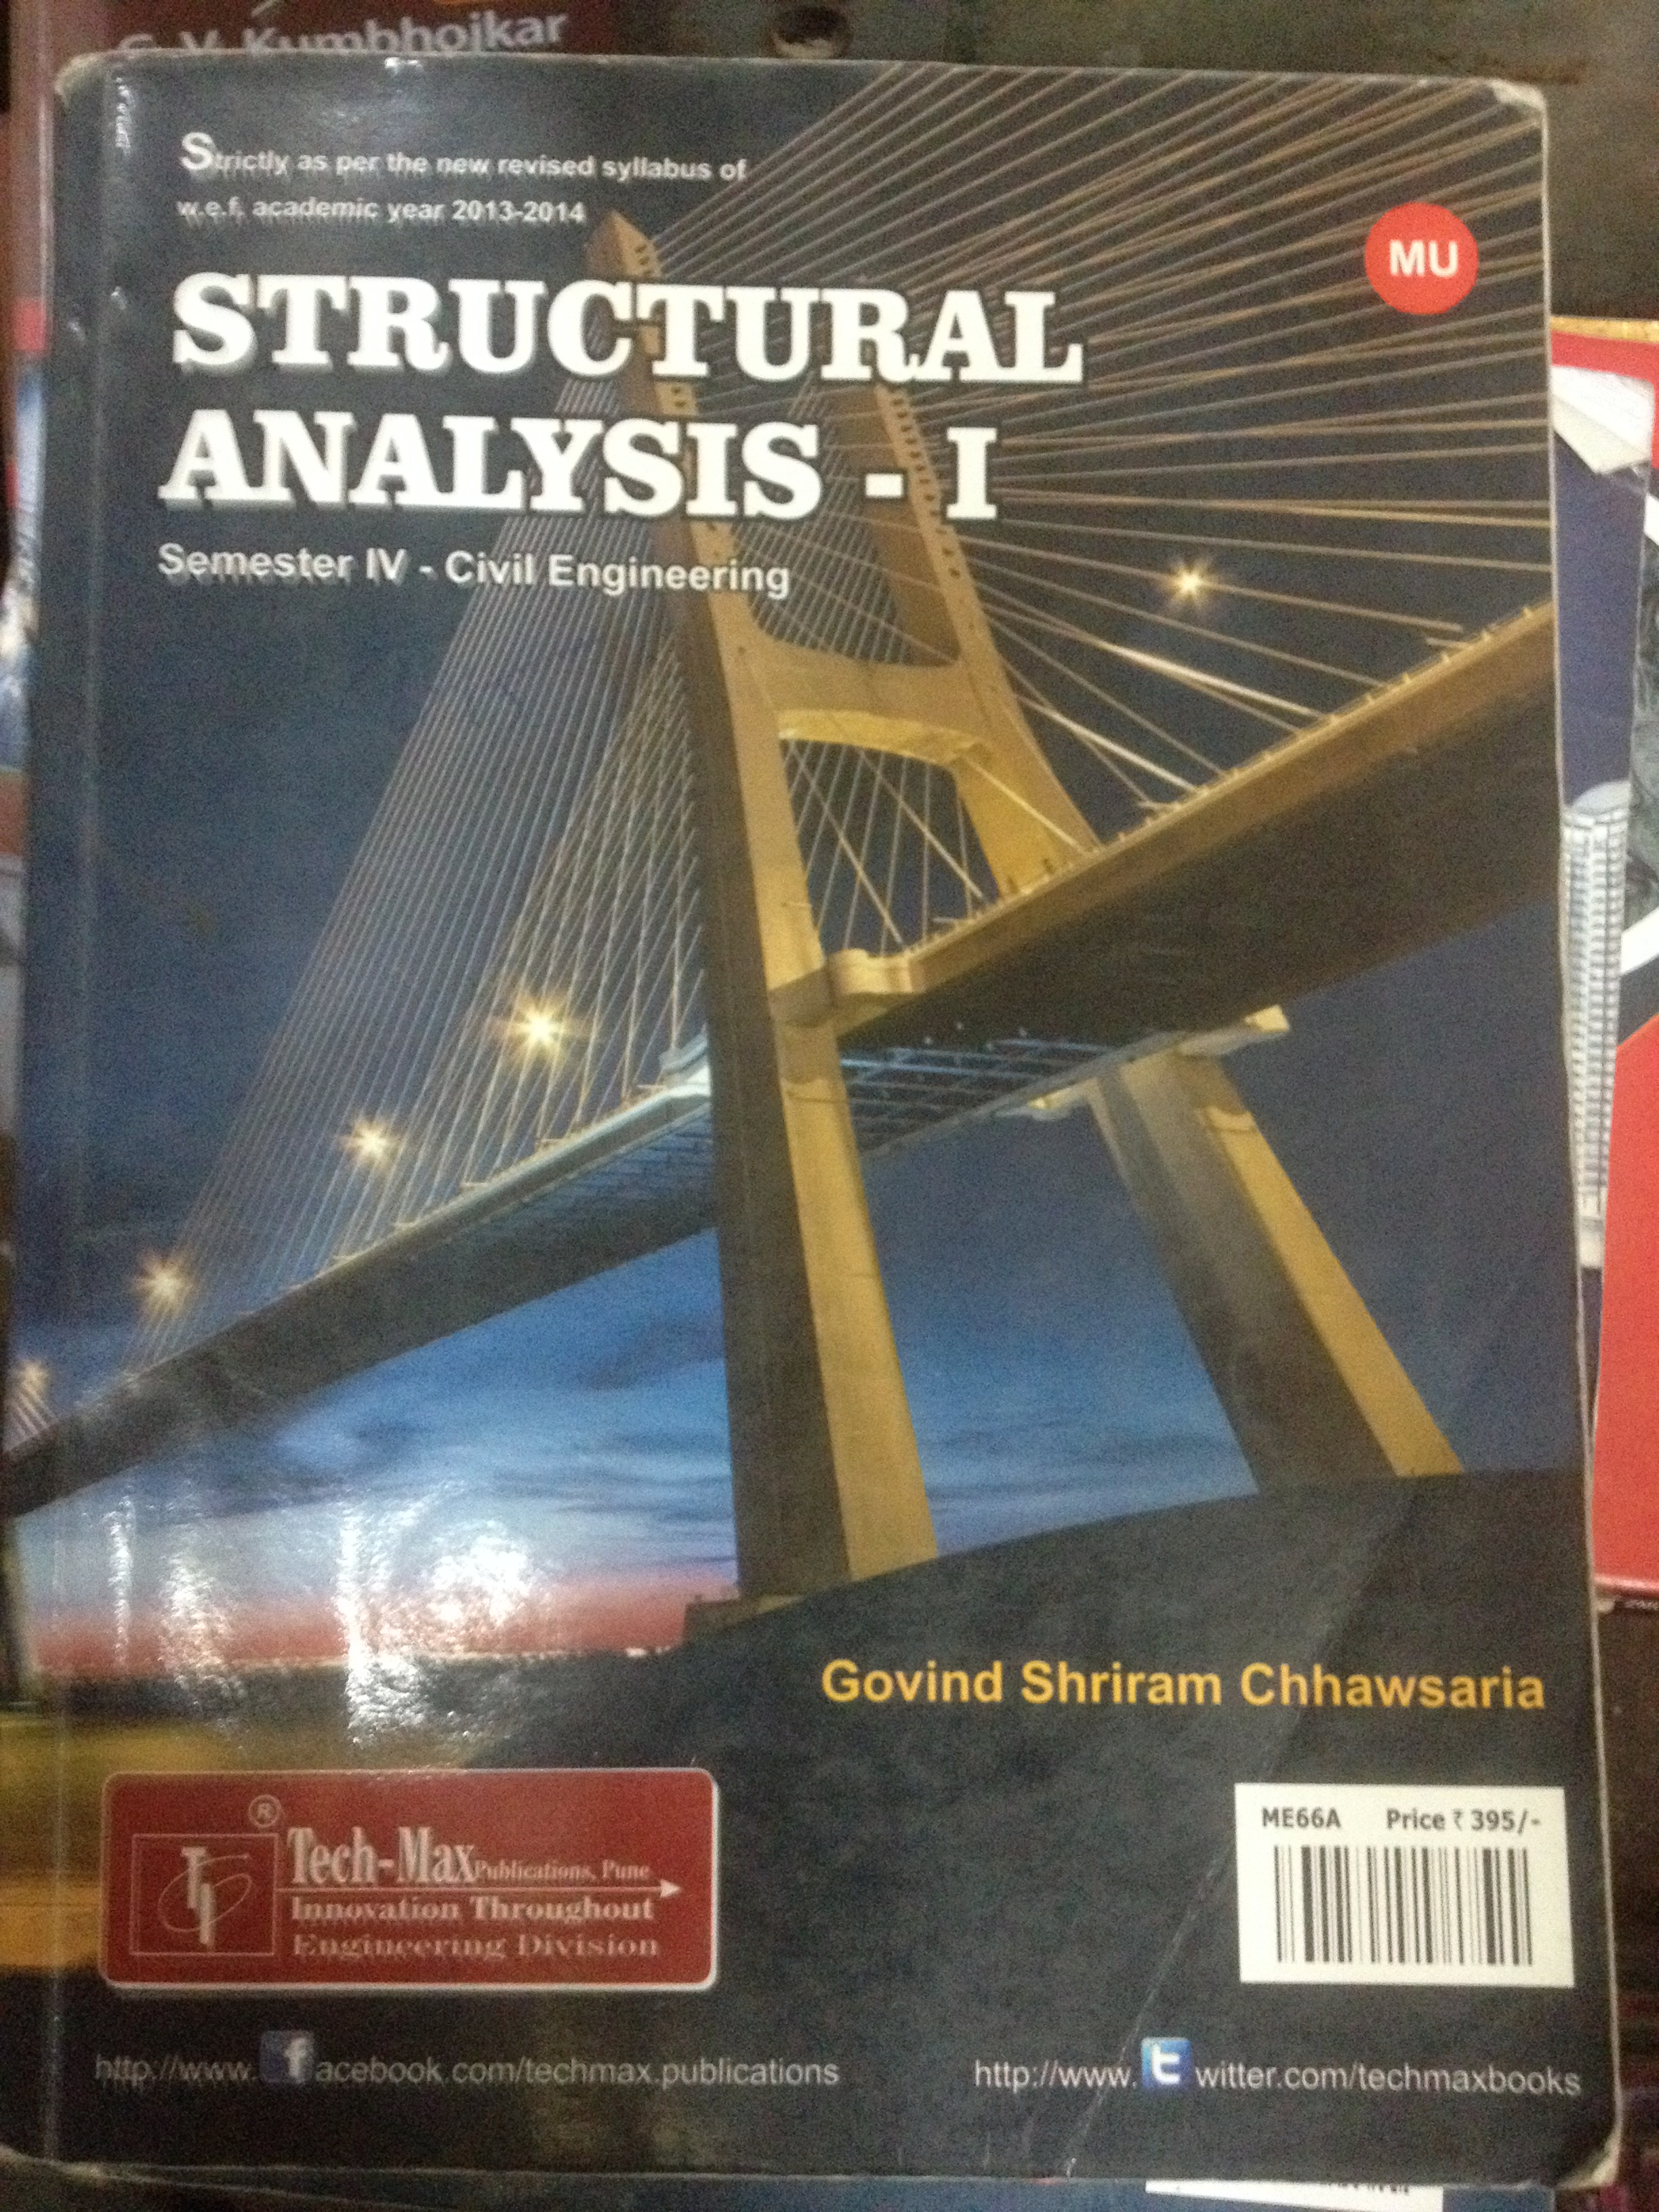 G. V. Kumbhojkar
Strictly as per the new revised syllabus of
w.e.f. academic year 2013-2014
MU
STRUCTURAL
ANALYSIS - I
Semester IV - Civil Engineering
Govind Shriram Chhawsaria
®
Tech-Max Publications, Pune
Innovation Throughout
Engineering Division
ME66A Price ₹ 395/-
http://www.facebook.com/techmax.publications
http://www.twitter.com/techmaxbooks